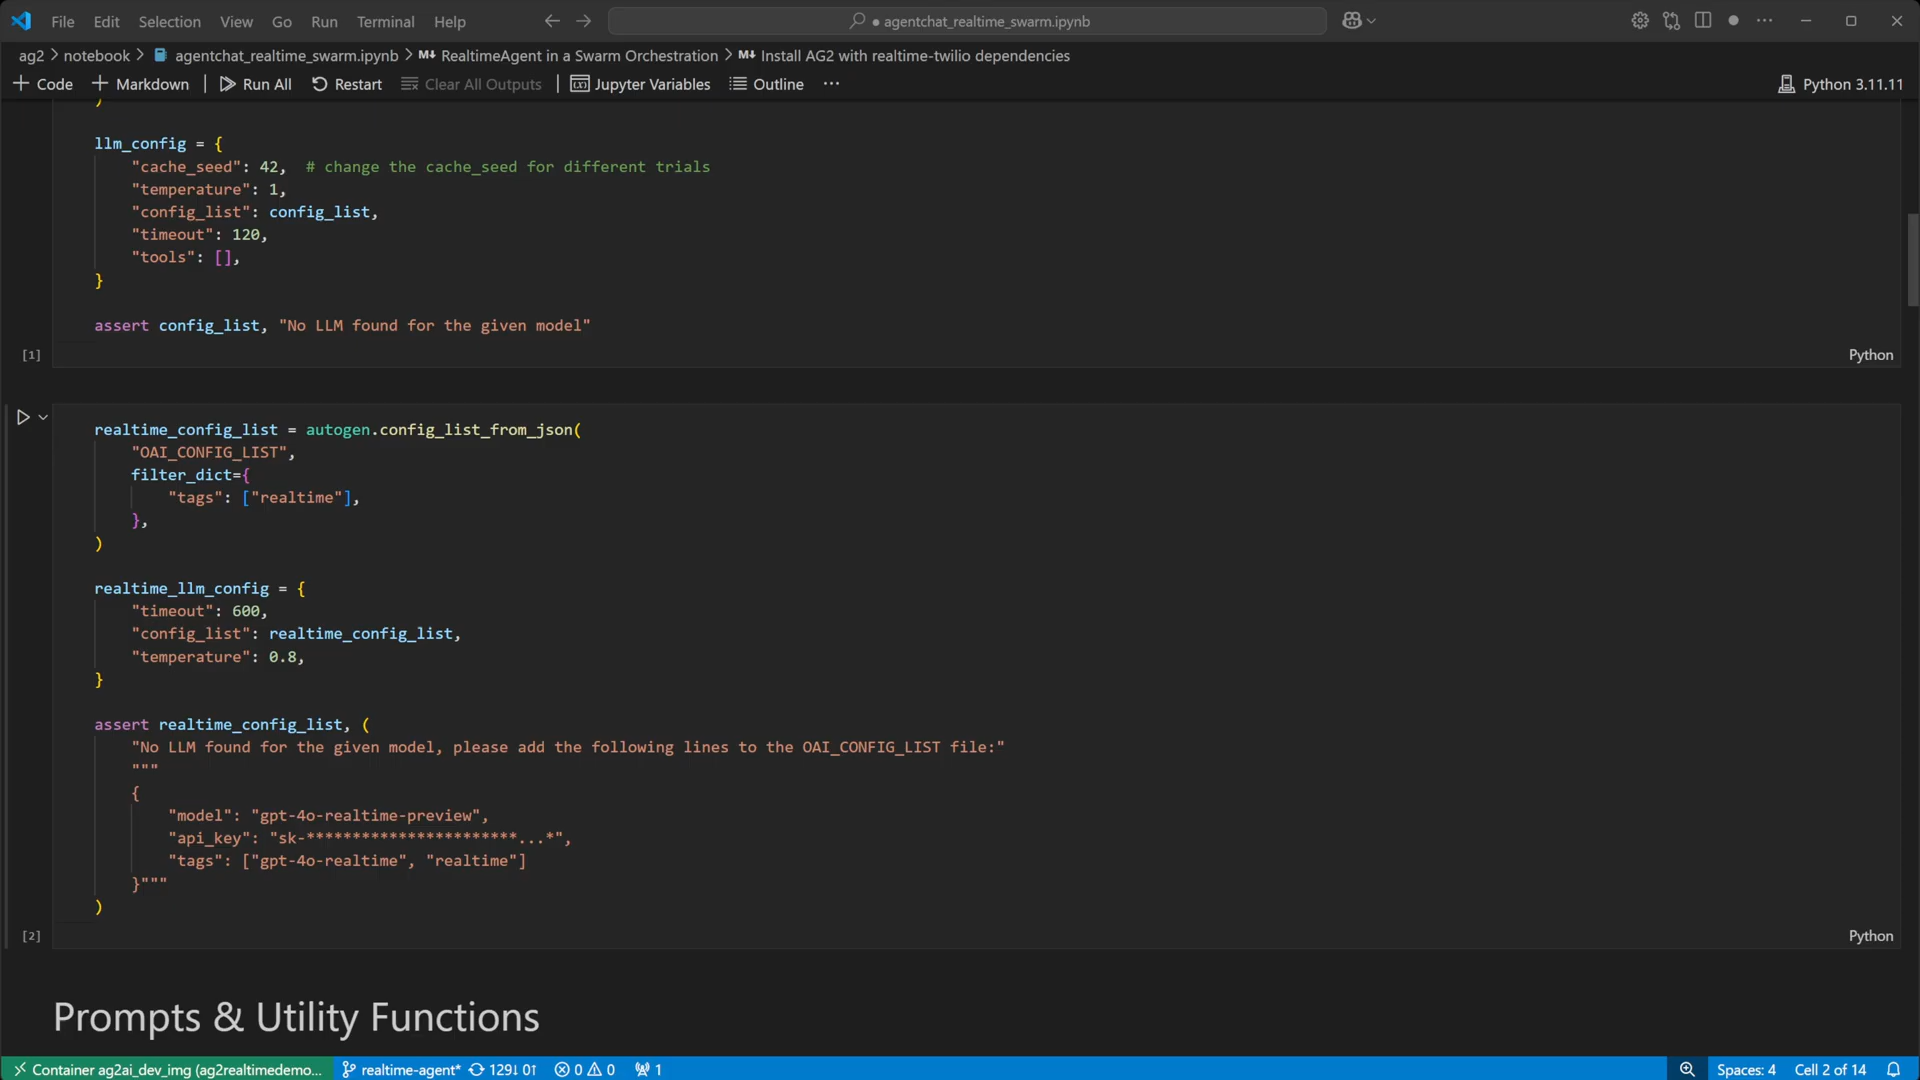 File Edit Selection View Go Run Terminal Help
● agentchat_realtime_swarm.ipynb
ag2 > notebook > agentchat_realtime_swarm.ipynb > M↓ RealtimeAgent in a Swarm Orchestration > M↓ Install AG2 with realtime-twilio dependencies
+ Code + Markdown | Run All Restart Clear All Outputs | Jupyter Variables Outline ...
Python 3.11.11
)
llm_config = {
"cache_seed": 42,  # change the cache_seed for different trials
"temperature": 1,
"config_list": config_list,
"timeout": 120,
"tools": [],
}
assert config_list, "No LLM found for the given model"
[1]
Python
realtime_config_list = autogen.config_list_from_json(
"OAI_CONFIG_LIST",
filter_dict={
"tags": ["realtime"],
},
)
realtime_llm_config = {
"timeout": 600,
"config_list": realtime_config_list,
"temperature": 0.8,
}
assert realtime_config_list, (
"No LLM found for the given model, please add the following lines to the OAI_CONFIG_LIST file:"
"""
{
"model": "gpt-4o-realtime-preview",
"api_key": "sk-***********************...*",
"tags": ["gpt-4o-realtime", "realtime"]
}"""
)
[2]
Python
Prompts & Utility Functions
Container ag2ai_dev_img (ag2realtimedemo... realtime-agent* 129↓ 0↑ 0 0 1
Spaces: 4 Cell 2 of 14